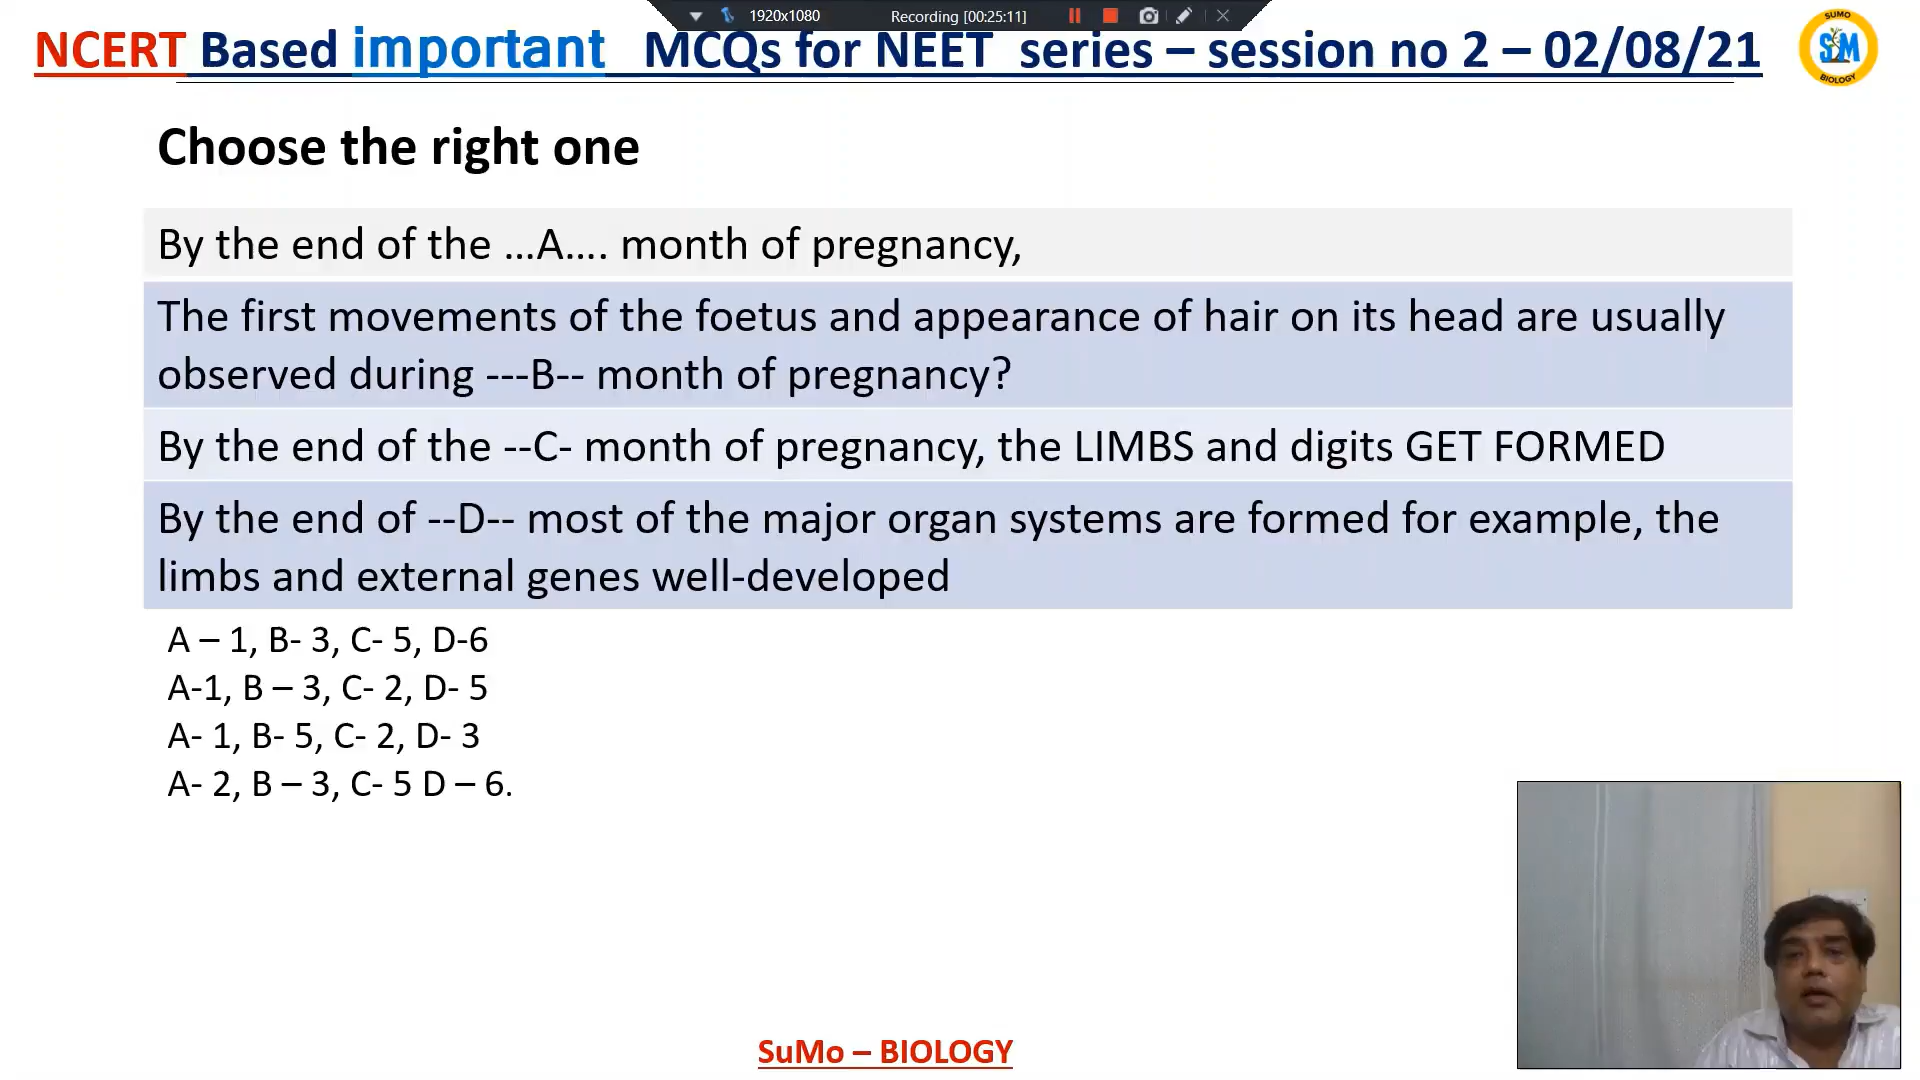 1920x1080 Recording [00:25:11]
NCERT Based important MCQs for NEET series – session no 2 – 02/08/21
SUMO
SM
BIOLOGY
Choose the right one
By the end of the ...A.... month of pregnancy,
The first movements of the foetus and appearance of hair on its head are usually
observed during ---B-- month of pregnancy?
By the end of the --C- month of pregnancy, the LIMBS and digits GET FORMED
By the end of --D-- most of the major organ systems are formed for example, the
limbs and external genes well-developed
A – 1, B- 3, C- 5, D-6
A-1, B – 3, C- 2, D- 5
A- 1, B- 5, C- 2, D- 3
A- 2, B – 3, C- 5 D – 6.
SuMo – BIOLOGY